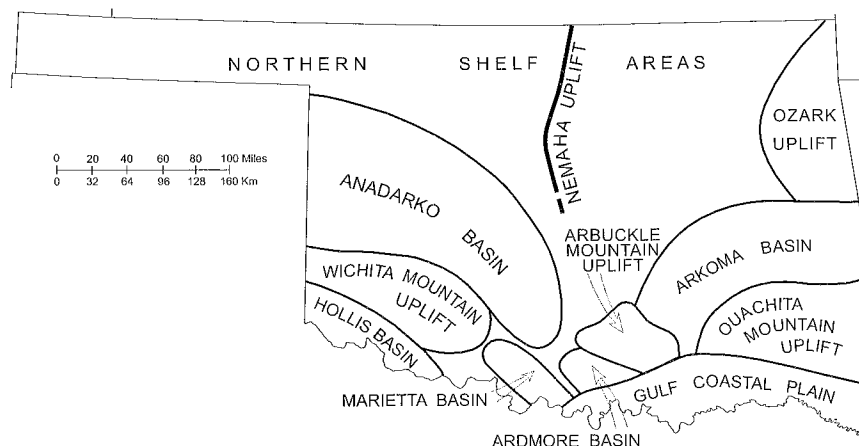 NORTHERN SHELF AREAS
NEMAHA UPLIFT
OZARK
UPLIFT
0 20 40 60 80 100 Miles
0 32 64 96 128 160 Km
ANADARKO
BASIN
ARBUCKLE
MOUNTAIN
UPLIFT
ARKOMA BASIN
WICHITA MOUNTAIN
UPLIFT
HOLLIS BASIN
OUACHITA
MOUNTAIN
UPLIFT
MARIETTA BASIN
GULF COASTAL PLAIN
ARDMORE BASIN